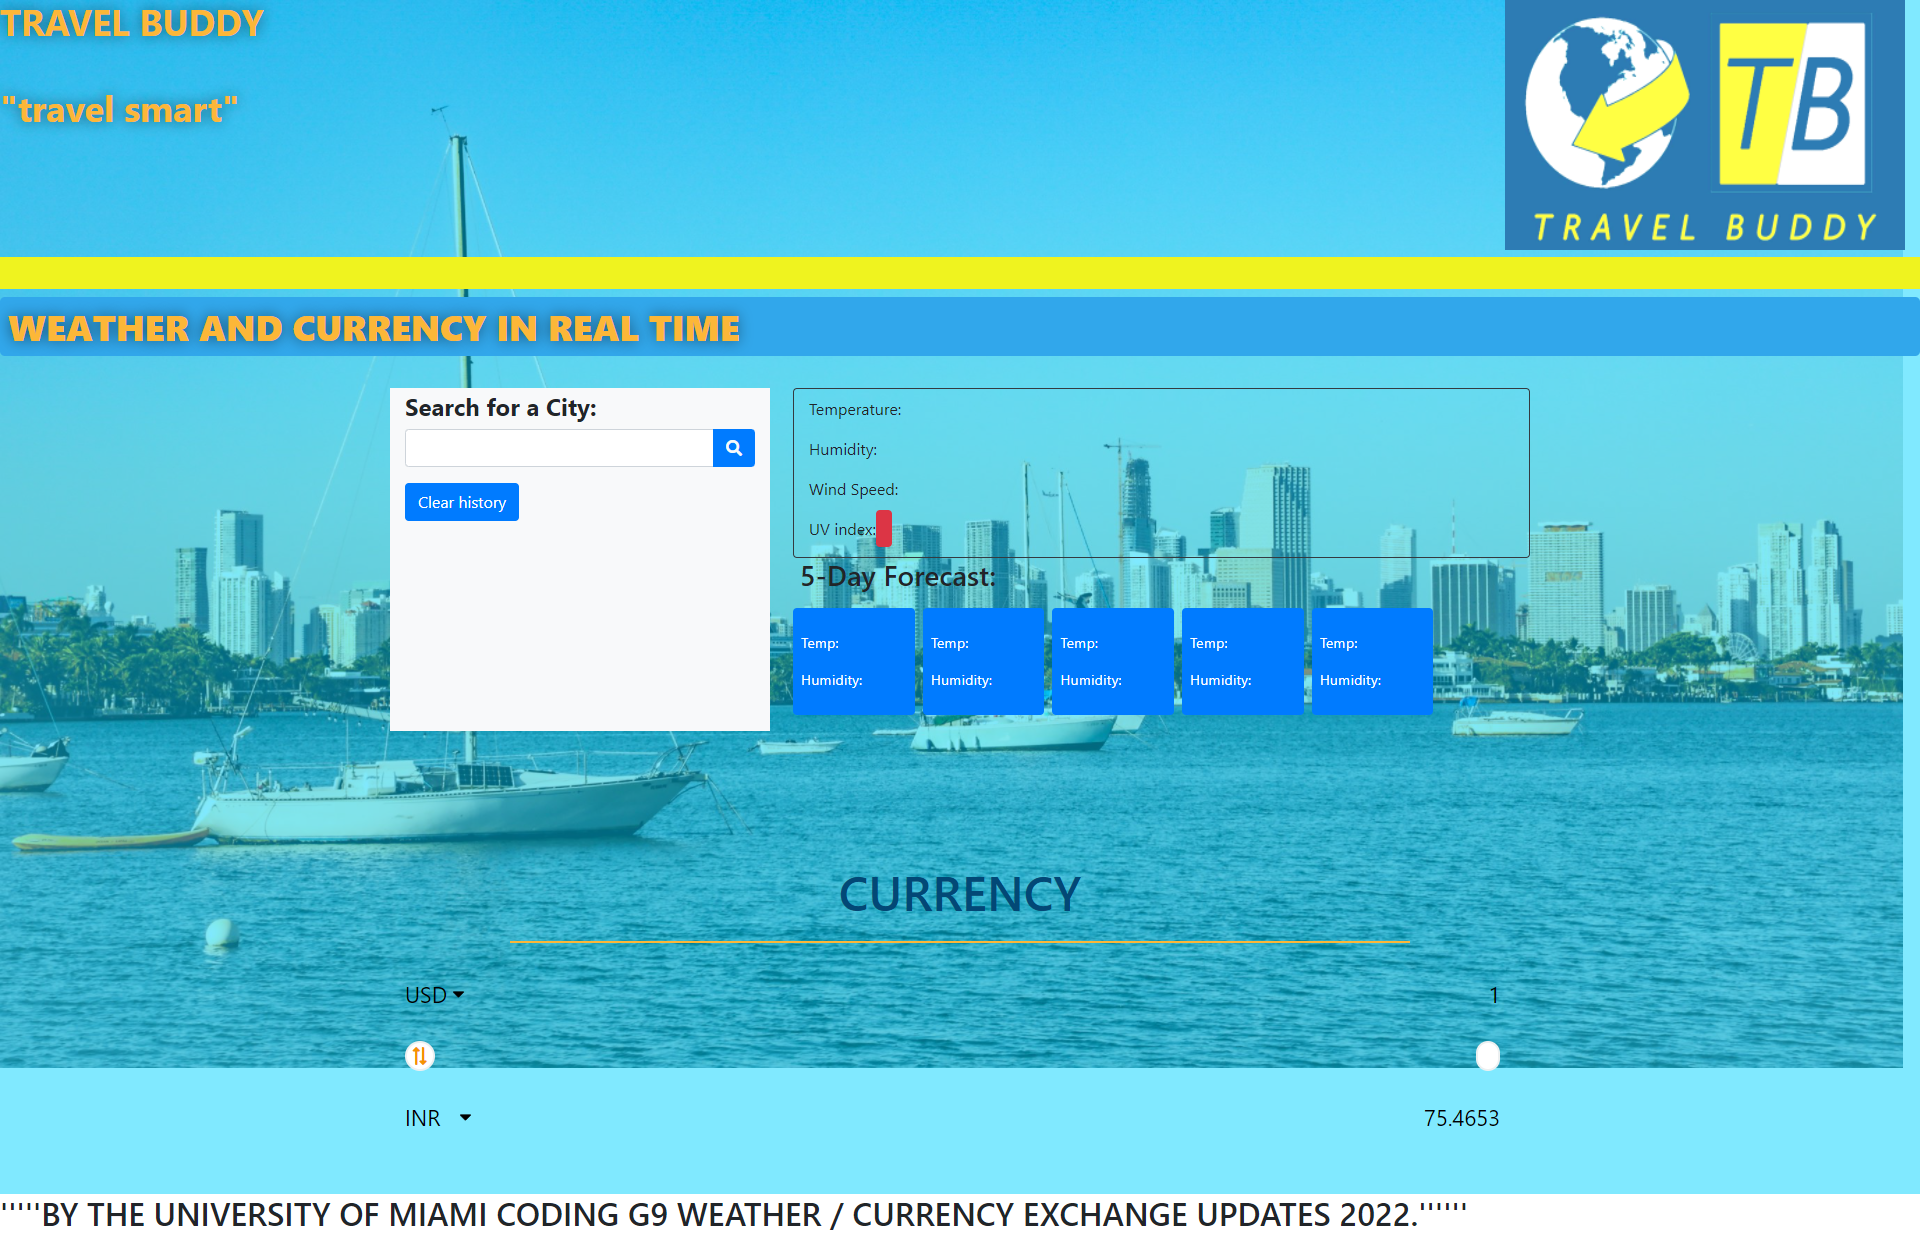 TRAVEL BUDDY
"travel smart"
TB
TRAVEL BUDDY
WEATHER AND CURRENCY IN REAL TIME
Search for a City:
Clear history
Temperature:
Humidity:
Wind Speed:
UV index:
5-Day Forecast:
Temp: Temp: Temp: Temp: Temp:
Humidity: Humidity: Humidity: Humidity: Humidity:
CURRENCY
USD 1
INR 75.4653
'''''BY THE UNIVERSITY OF MIAMI CODING G9 WEATHER / CURRENCY EXCHANGE UPDATES 2022.''''''